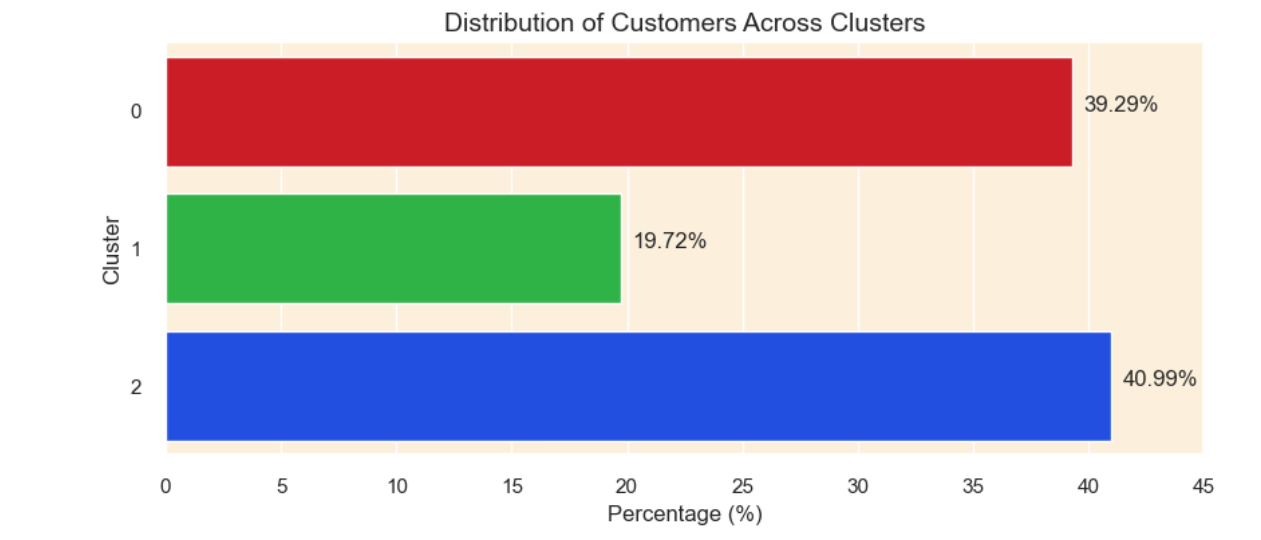 Distribution of Customers Across Clusters
0
39.29%
Cluster
1
19.72%
2
40.99%
0 5 10 15 20 25 30 35 40 45
Percentage (%)